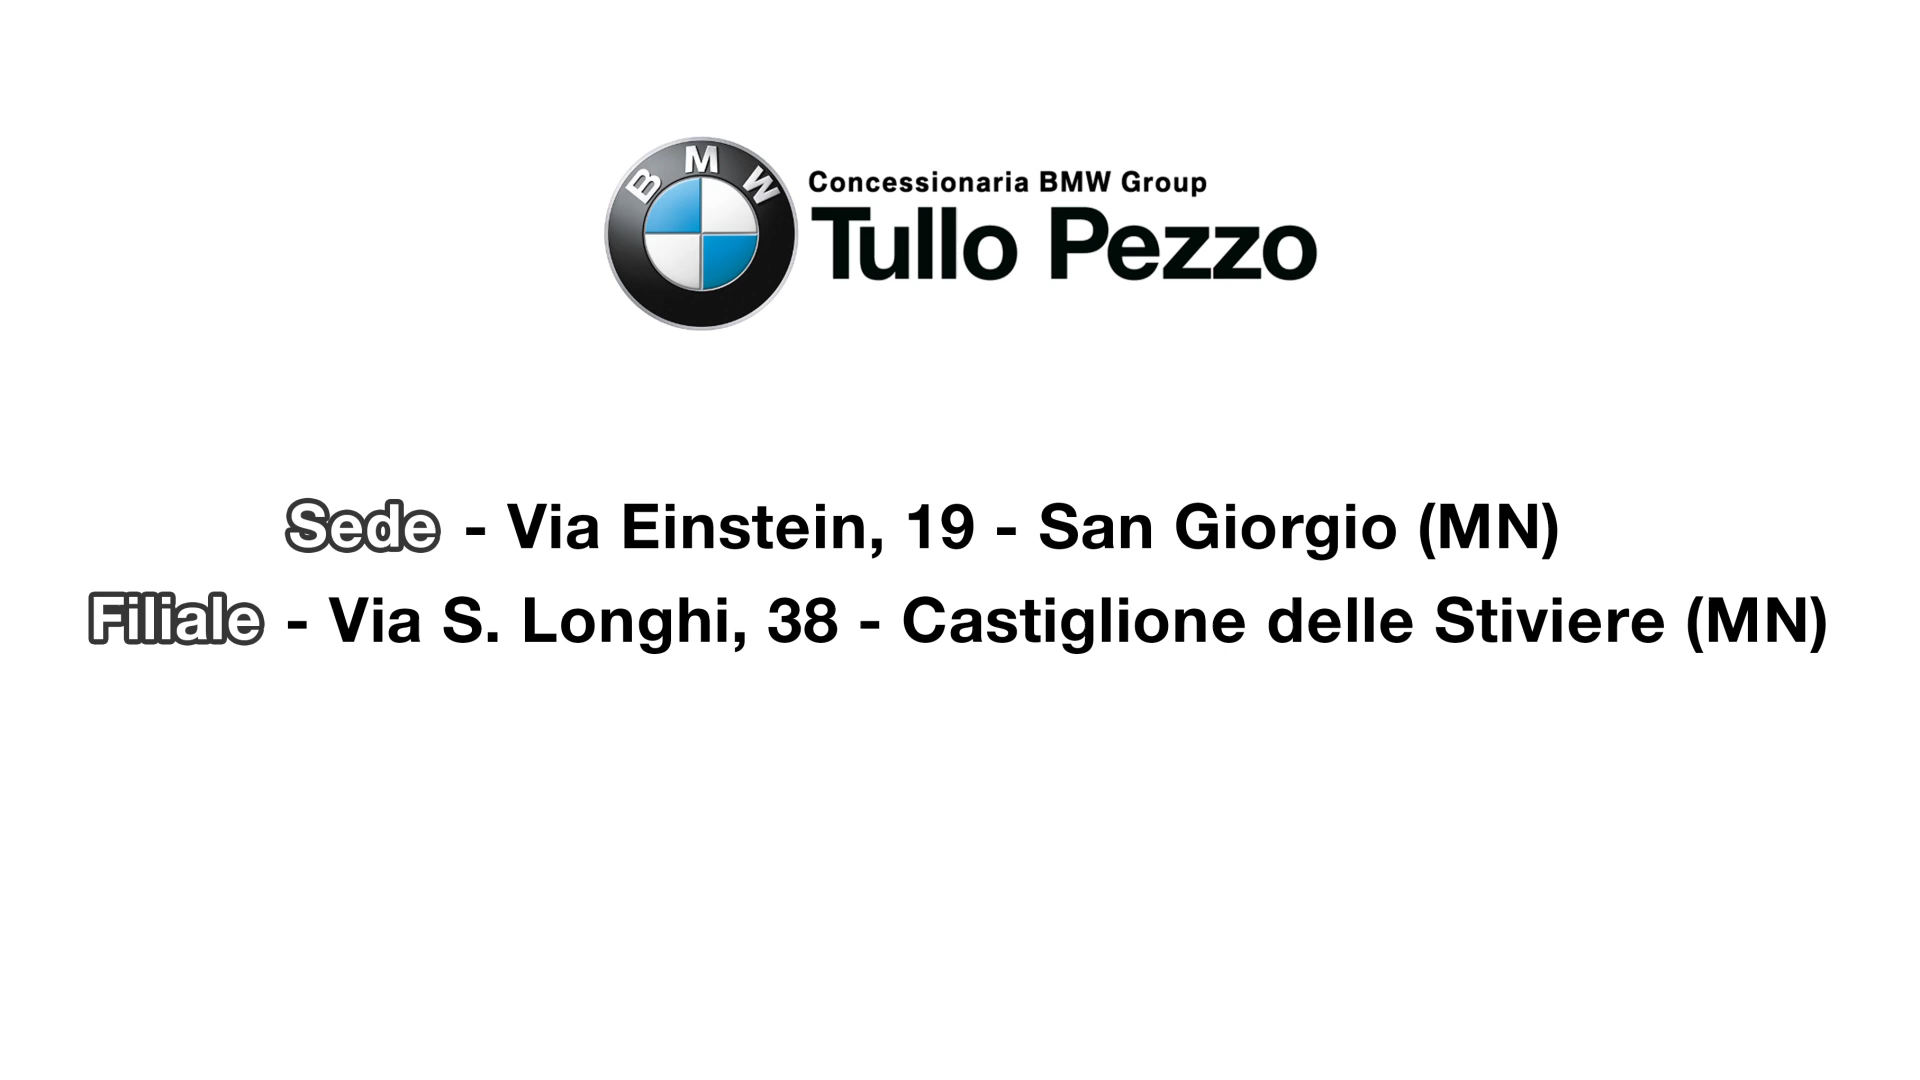 BMW
Concessionaria BMW Group
Tullo Pezzo
Sede - Via Einstein, 19 - San Giorgio (MN)
Filiale - Via S. Longhi, 38 - Castiglione delle Stiviere (MN)